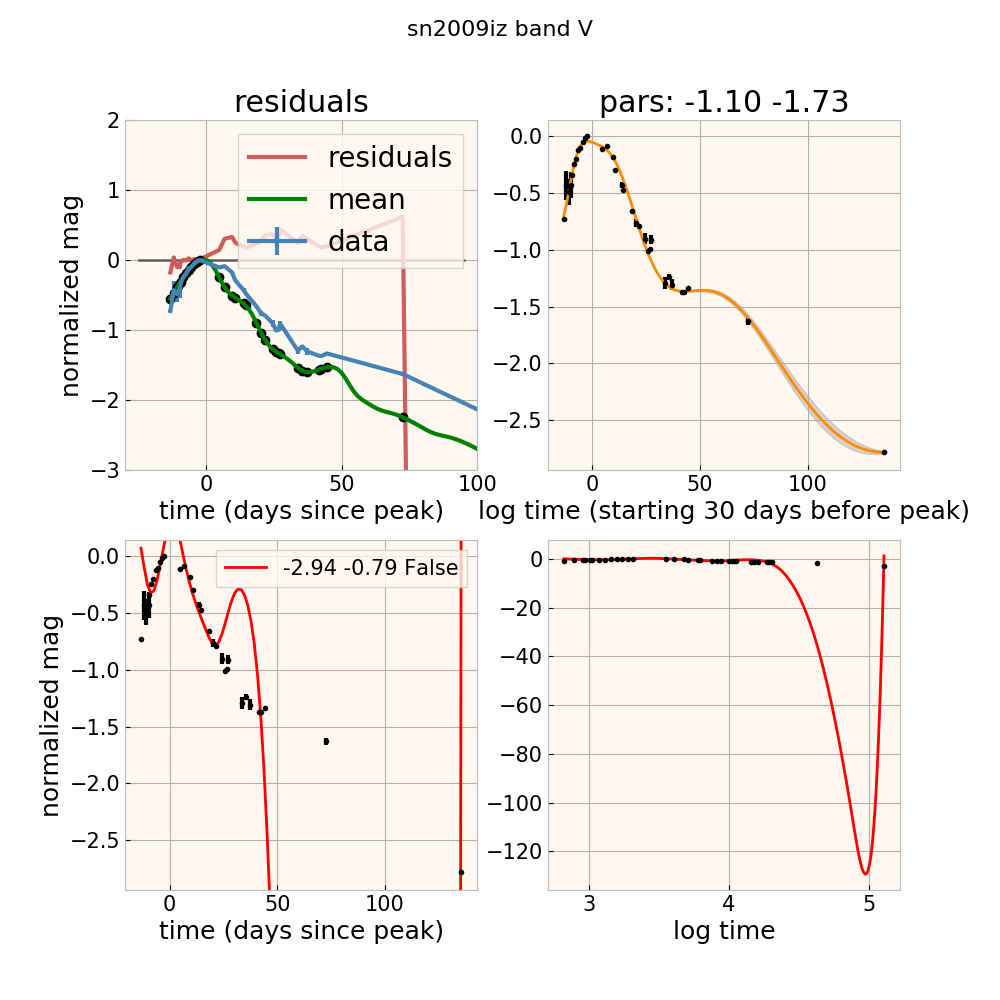 sn2009iz band V
residuals
pars: -1.10 -1.73
2
1
0
−1
−2
−3
normalized mag
residuals
mean
data
0
50
100
time (days since peak)
0.0
−0.5
−1.0
−1.5
−2.0
−2.5
0
50
100
log time (starting 30 days before peak)
0.0
−0.5
−1.0
−1.5
−2.0
−2.5
normalized mag
-2.94 -0.79 False
0
50
100
time (days since peak)
0
−20
−40
−60
−80
−100
−120
3
4
5
log time